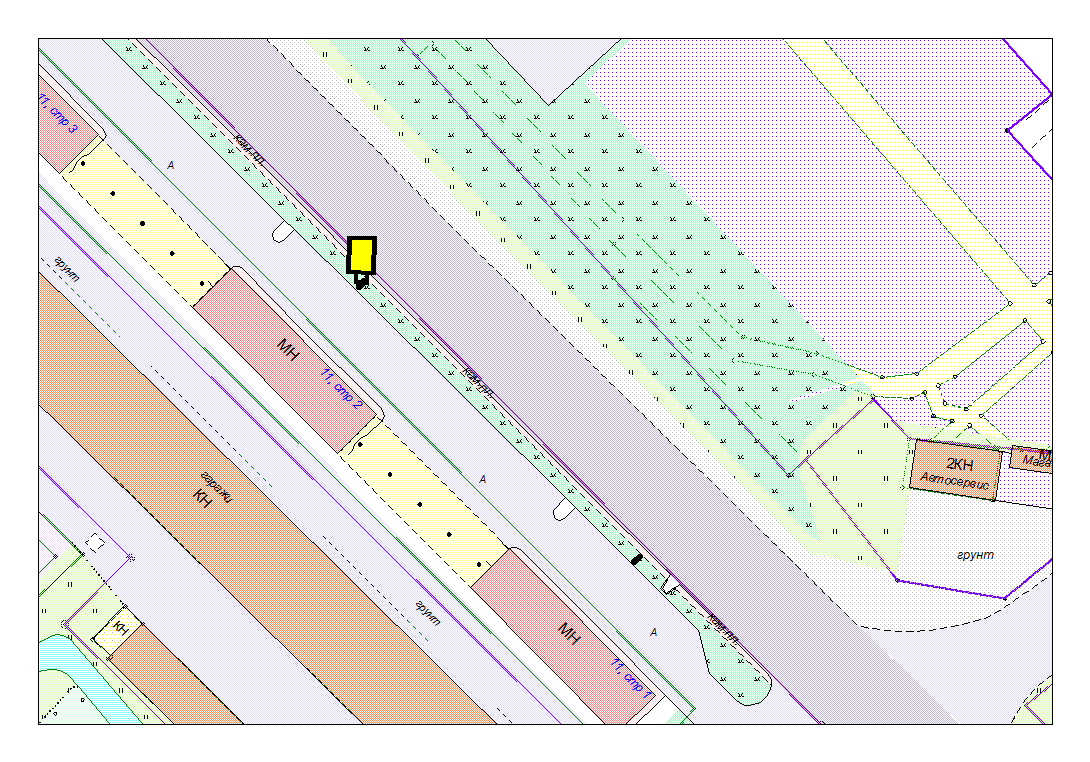 11, стр 3
кам.пл.
А
грунт
МН
11, стр 2
кам.пл.
А
2КН
Автосервис
Мага
М
гаражи
КН
грунт
грунт
КН
МН
11, стр 1
А
кам.пл.